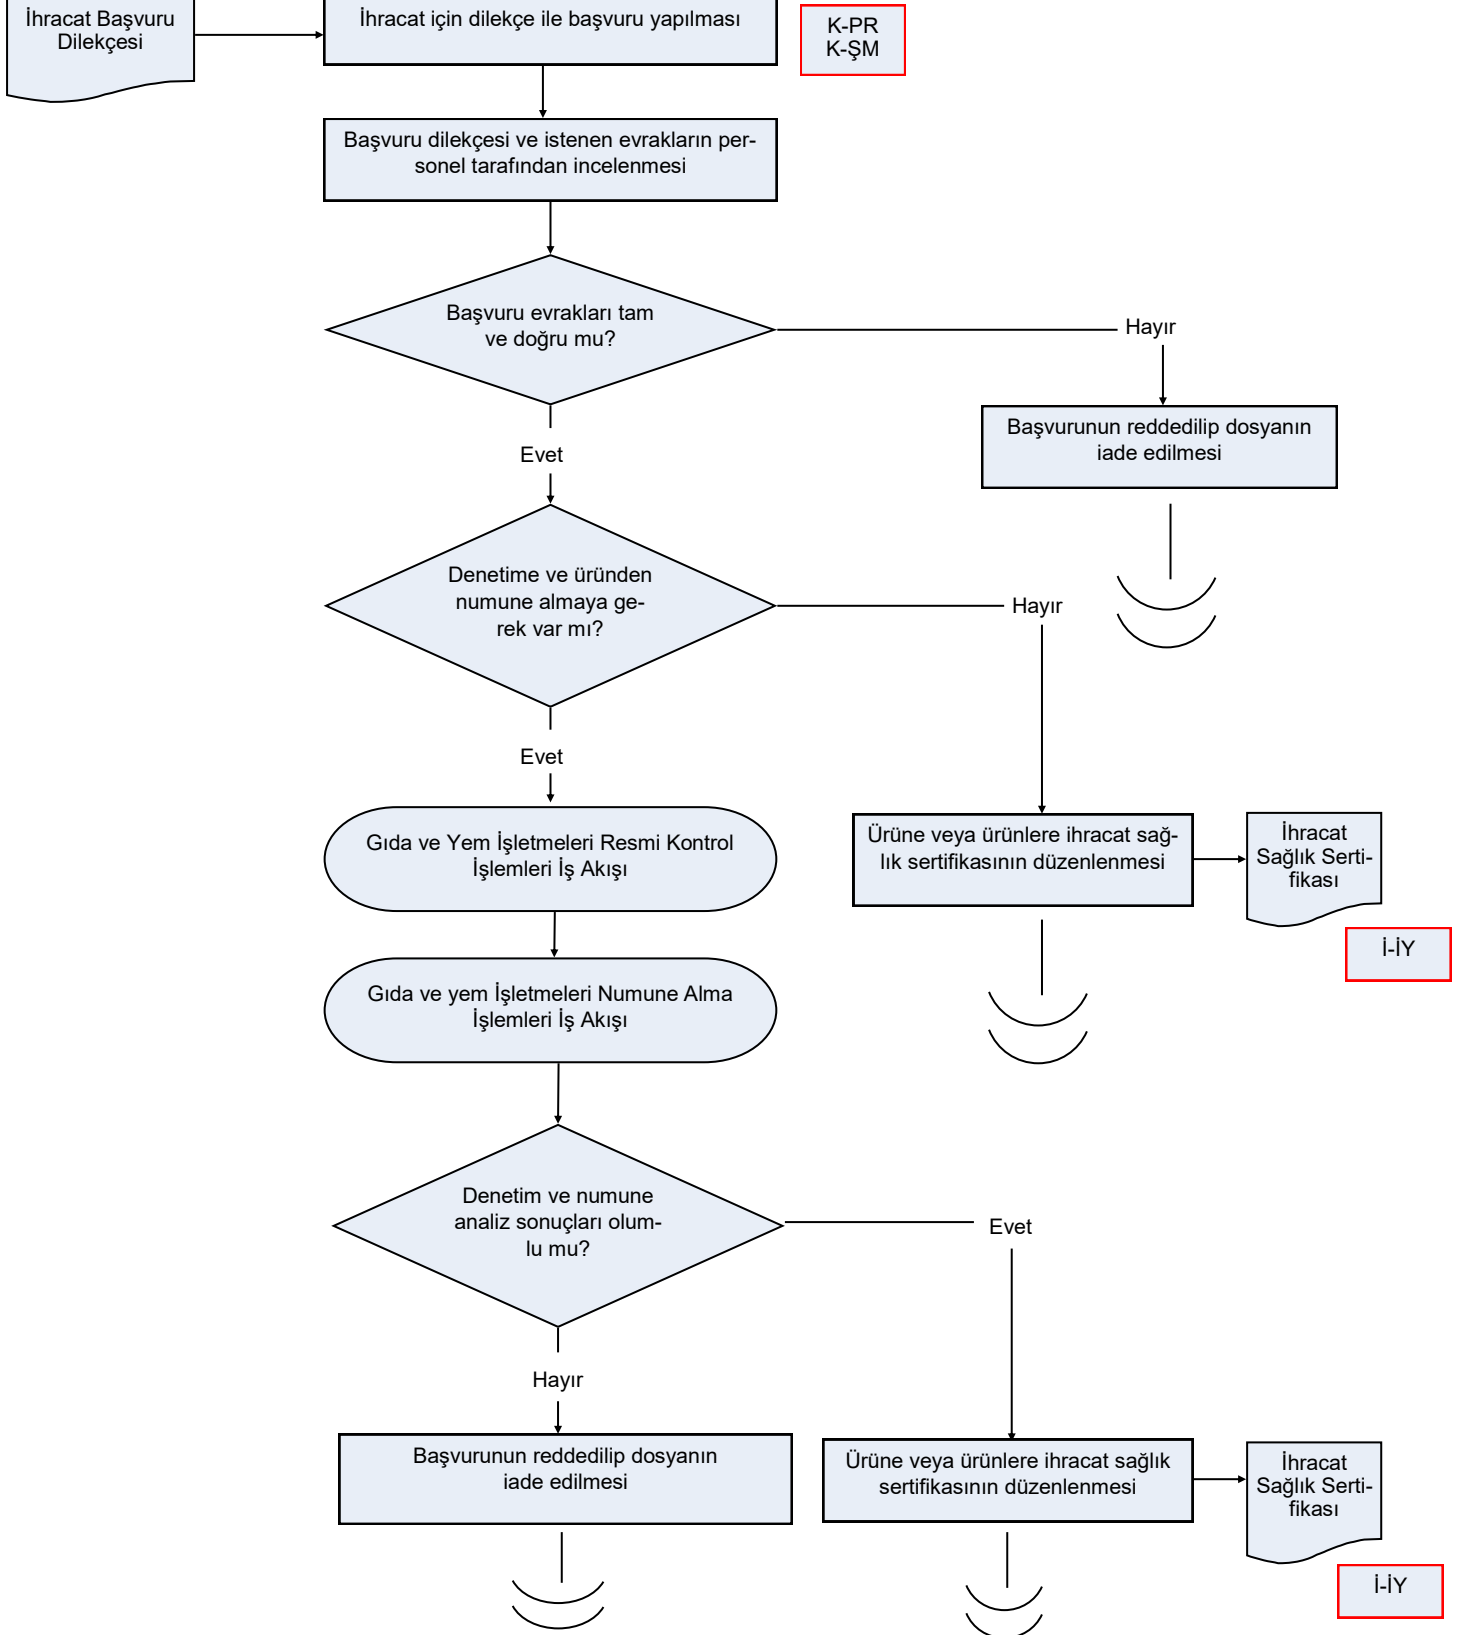 İhracat Başvuru
Dilekçesi
İhracat için dilekçe ile başvuru yapılması
K-PR
K-ŞM
Başvuru dilekçesi ve istenen evrakların per-
sonel tarafından incelenmesi
Başvuru evrakları tam
ve doğru mu?
Hayır
Başvurunun reddedilip dosyanın
iade edilmesi
Evet
Denetime ve üründen
numune almaya ge-
rek var mı?
Hayır
Evet
Gıda ve Yem İşletmeleri Resmi Kontrol
İşlemleri İş Akışı
Ürüne veya ürünlere ihracat sağ-
lık sertifikasının düzenlenmesi
İhracat
Sağlık Serti-
fikası
İ-İY
Gıda ve yem İşletmeleri Numune Alma
İşlemleri İş Akışı
Denetim ve numune
analiz sonuçları olum-
lu mu?
Evet
Hayır
Başvurunun reddedilip dosyanın
iade edilmesi
Ürüne veya ürünlere ihracat sağlık
sertifikasının düzenlenmesi
İhracat
Sağlık Serti-
fikası
İ-İY